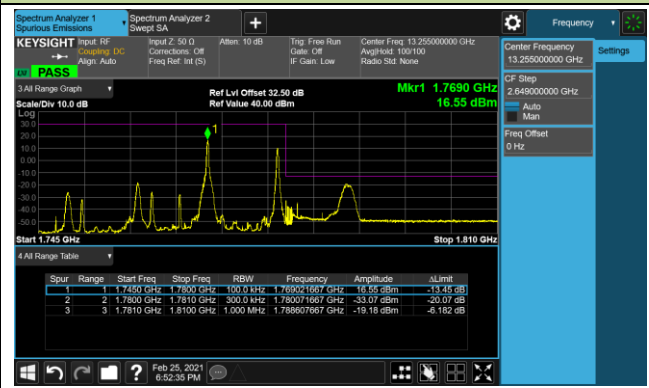 Spectrum Analyzer 1
Spurious Emissions
Spectrum Analyzer 2
Swept SA
Frequency
KEYSIGHT
Input: RF
Coupling: DC
Align: Auto
Input Z: 50 Ω
Corrections: Off
Freq Ref: Int (S)
Atten: 10 dB
Trig: Free Run
Gate: Off
IF Gain: Low
Center Freq: 13.255000000 GHz
Avg|Hold: 100/100
Radio Std: None
PASS
3 All Range Graph
Scale/Div 10.0 dB
Ref Lvl Offset 32.50 dB
Ref Value 40.00 dBm
Mkr1 1.7690 GHz
16.55 dBm
Log
30.0
20.0
10.0
0.00
-10.0
-20.0
-30.0
-40.0
-50.0
1
Start 1.745 GHz
Stop 1.810 GHz
4 All Range Table
Spur Range Start Freq Stop Freq RBW Frequency Amplitude ΔLimit
1 1 1.7450 GHz 1.7800 GHz 100.0 kHz 1.769021667 GHz 16.55 dBm -13.45 dB
2 2 1.7800 GHz 1.7810 GHz 300.0 kHz 1.780071667 GHz -33.07 dBm -20.07 dB
3 3 1.7810 GHz 1.8100 GHz 1.000 MHz 1.788607667 GHz -19.18 dBm -6.182 dB
Center Frequency
13.255000000 GHz
Settings
CF Step
2.649000000 GHz
Auto
Man
Freq Offset
0 Hz
Feb 25, 2021
6:52:35 PM